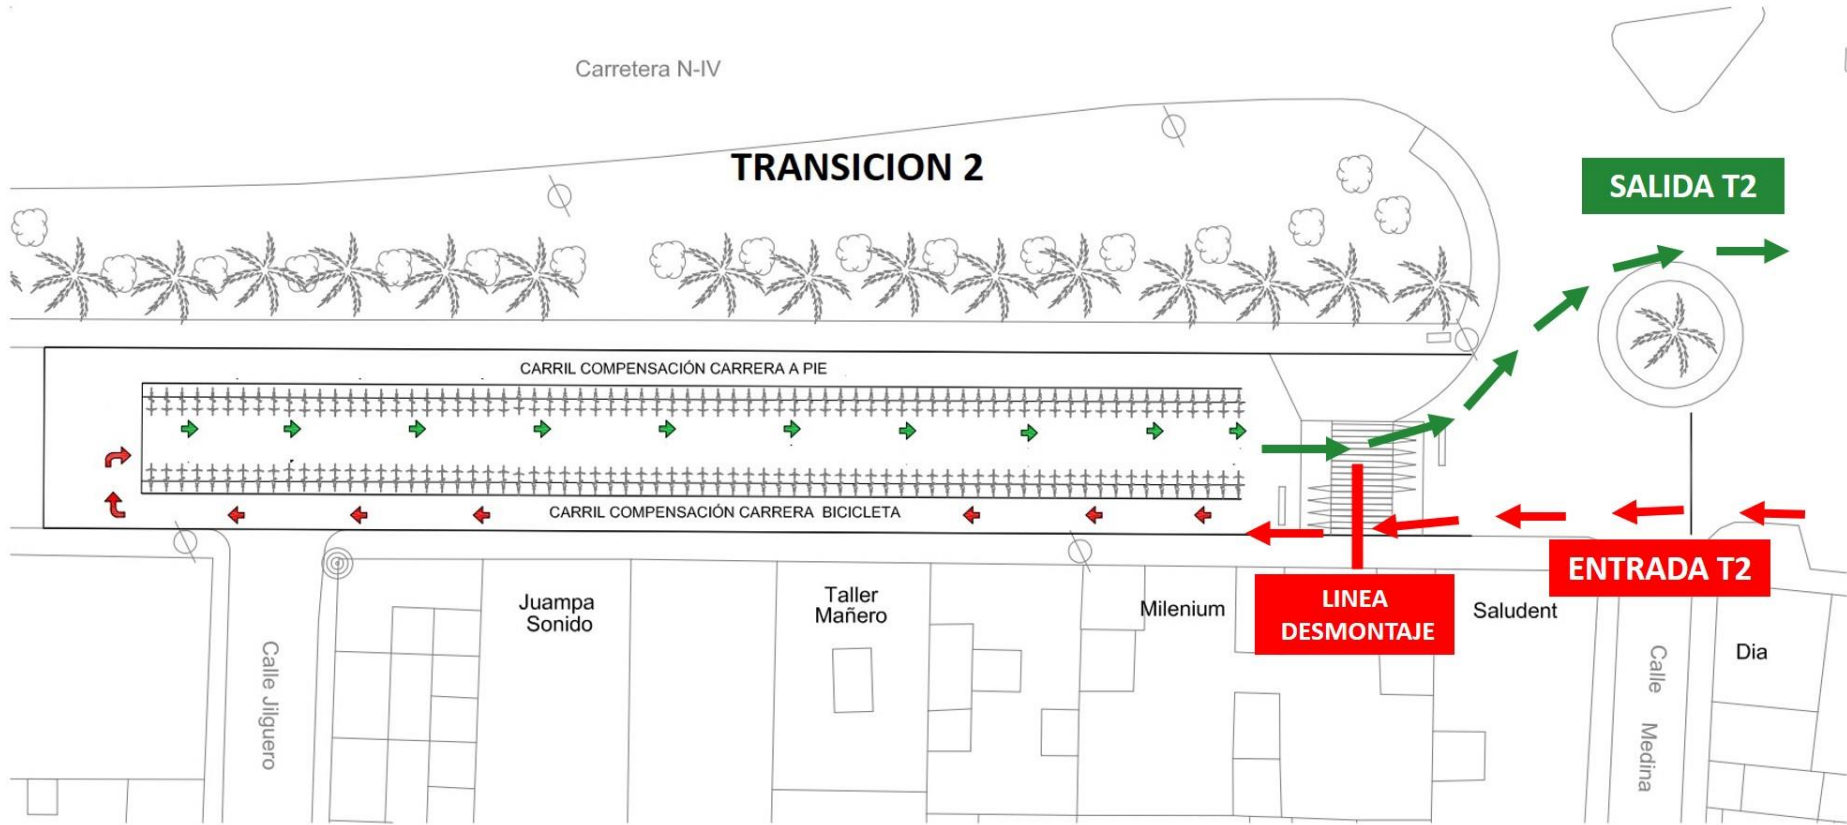 Carretera N-IV
TRANSICION 2
SALIDA T2
CARRIL COMPENSACIÓN CARRERA A PIE
CARRIL COMPENSACIÓN CARRERA BICICLETA
ENTRADA T2
LINEA
DESMONTAJE
Juampa
Sonido
Taller
Mañero
Milenium
Saludent
Dia
Calle Jilguero
Calle Medina